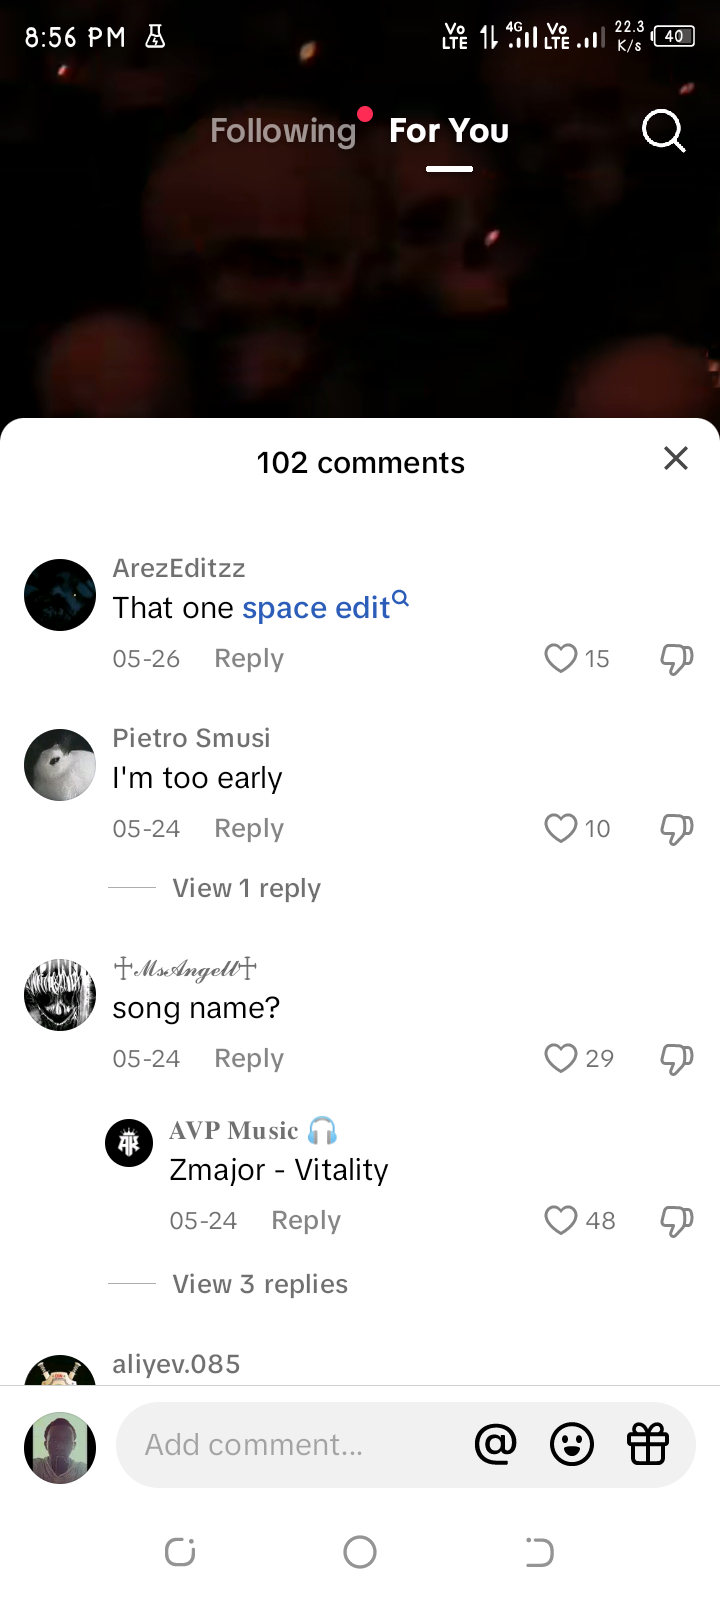 8:56 PM Vo LTE 4G Vo LTE 22.3 K/s 40
Following For You
102 comments
ArezEditzz
That one space edit
05-26 Reply 15
Pietro Smusi
I'm too early
05-24 Reply 10
View 1 reply
☩𝓜𝓼𝓐𝓷𝓰𝓮𝓵𝓵☩
song name?
05-24 Reply 29
𝐀𝐕𝐏 𝐌𝐮𝐬𝐢𝐜 🎧
Zmajor - Vitality
05-24 Reply 48
View 3 replies
aliyev.085
Add comment...